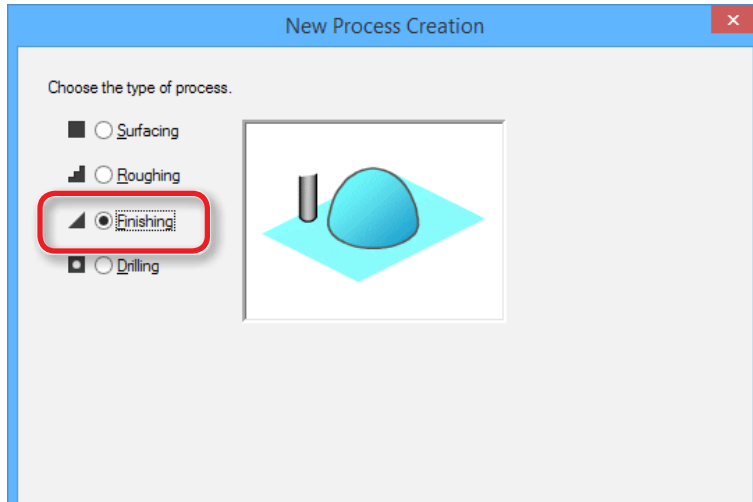 New Process Creation
Choose the type of process.
Surfacing
Roughing
Finishing
Drilling